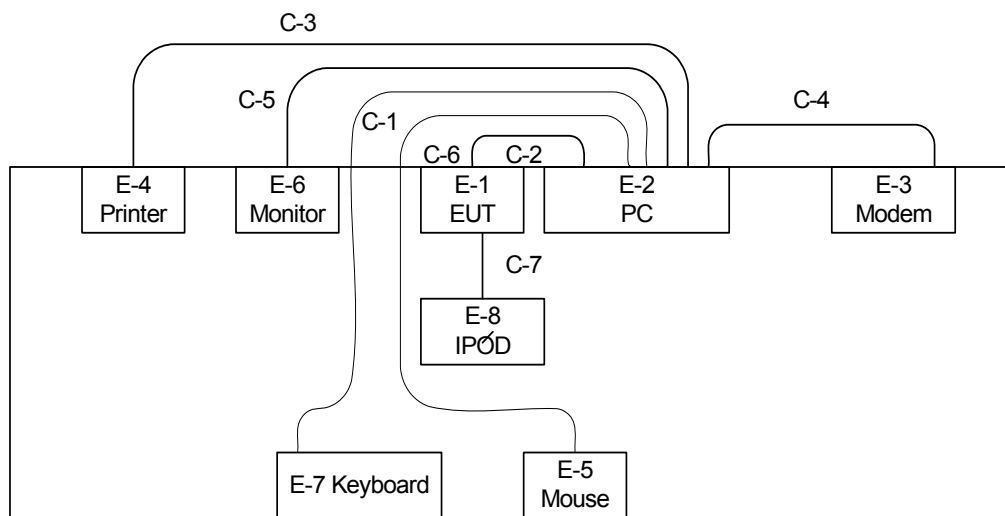 C-3
C-5
C-4
C-1
C-6
C-2
E-4
Printer
E-6
Monitor
E-1
EUT
E-2
PC
E-3
Modem
C-7
E-8
IPOD
E-7 Keyboard
E-5
Mouse